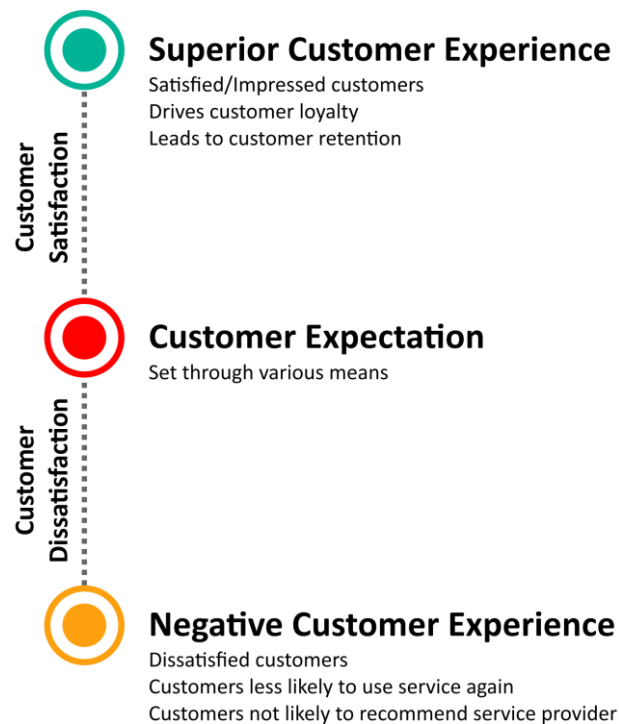 Superior Customer Experience
Satisfied/Impressed customers
Drives customer loyalty
Leads to customer retention
Customer
Satisfaction
Customer Expectation
Set through various means
Customer
Dissatisfaction
Negative Customer Experience
Dissatisfied customers
Customers less likely to use service again
Customers not likely to recommend service provider